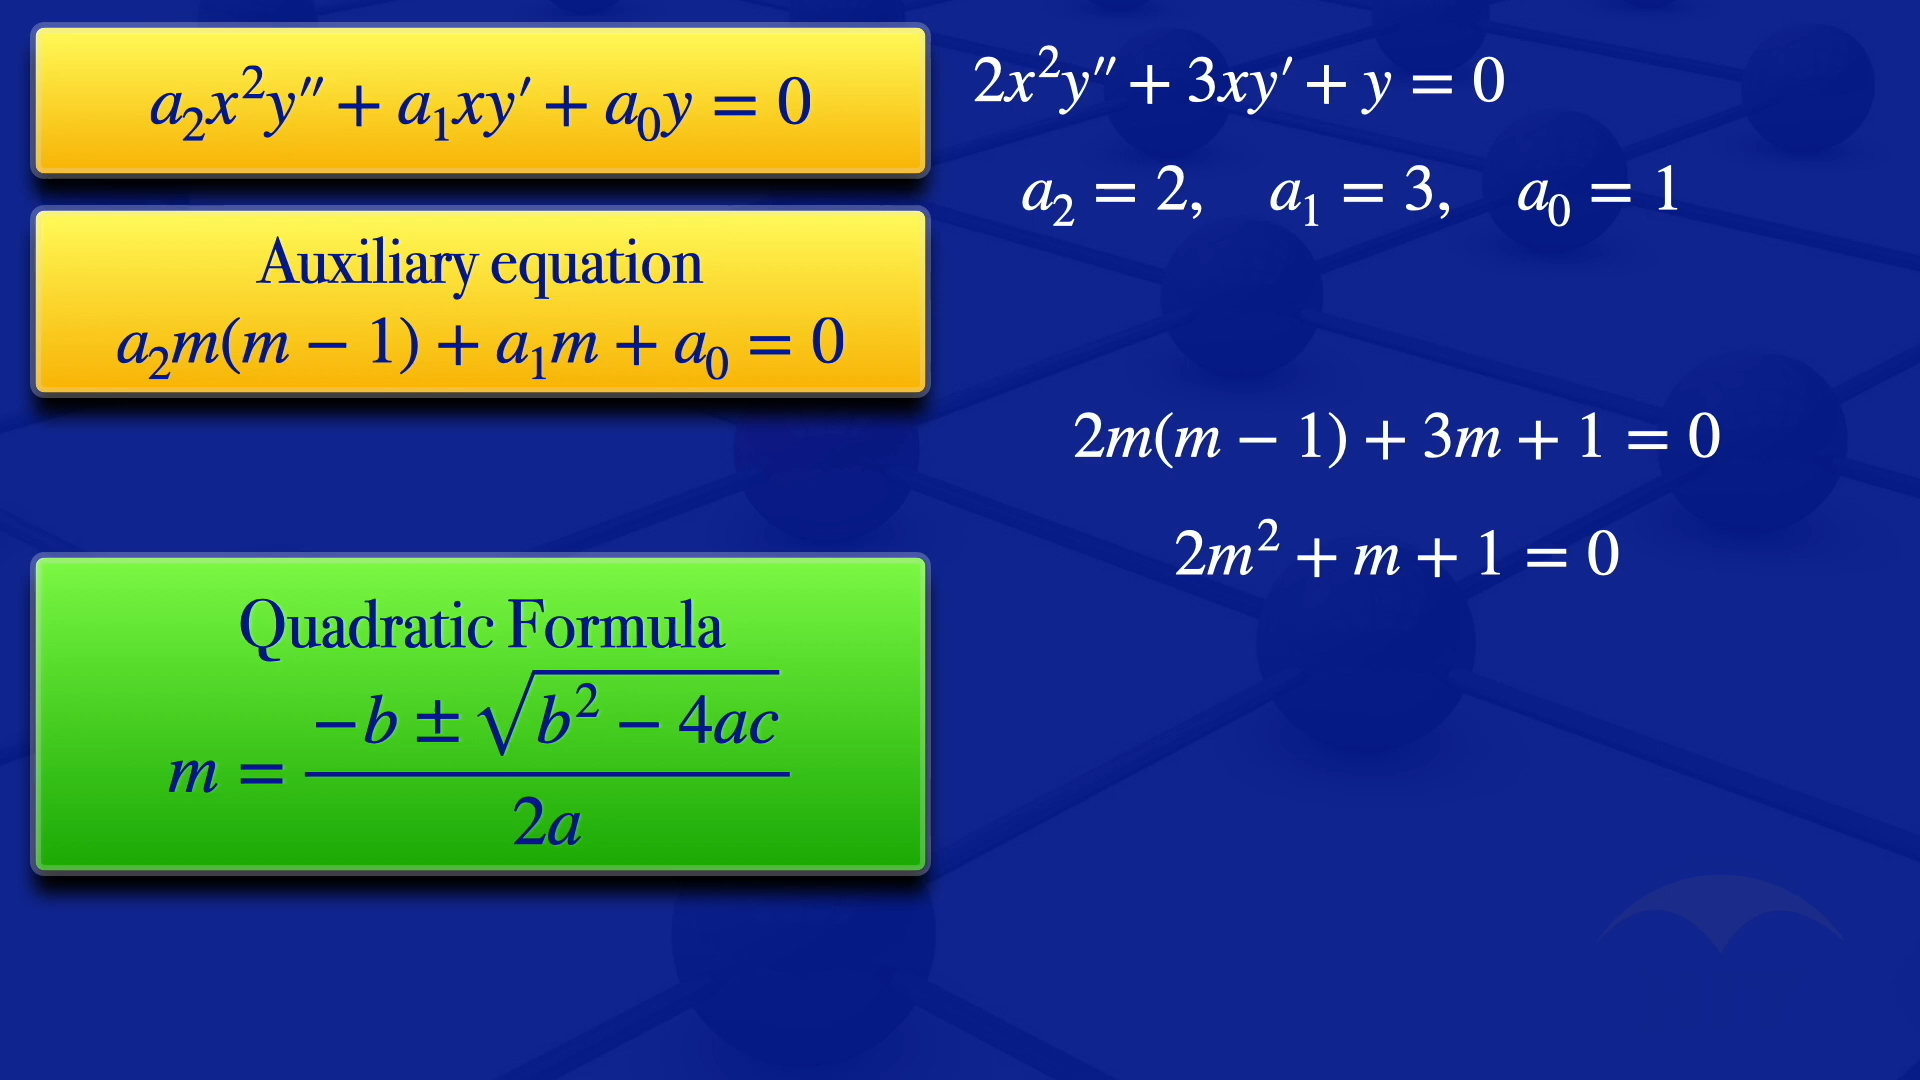 a₂x²y″ + a₁xy′ + a₀y = 0
Auxiliary equation
a₂m(m − 1) + a₁m + a₀ = 0
Quadratic Formula
m = (−b ± √(b² − 4ac)) / 2a
2x²y″ + 3xy′ + y = 0
a₂ = 2, a₁ = 3, a₀ = 1
2m(m − 1) + 3m + 1 = 0
2m² + m + 1 = 0